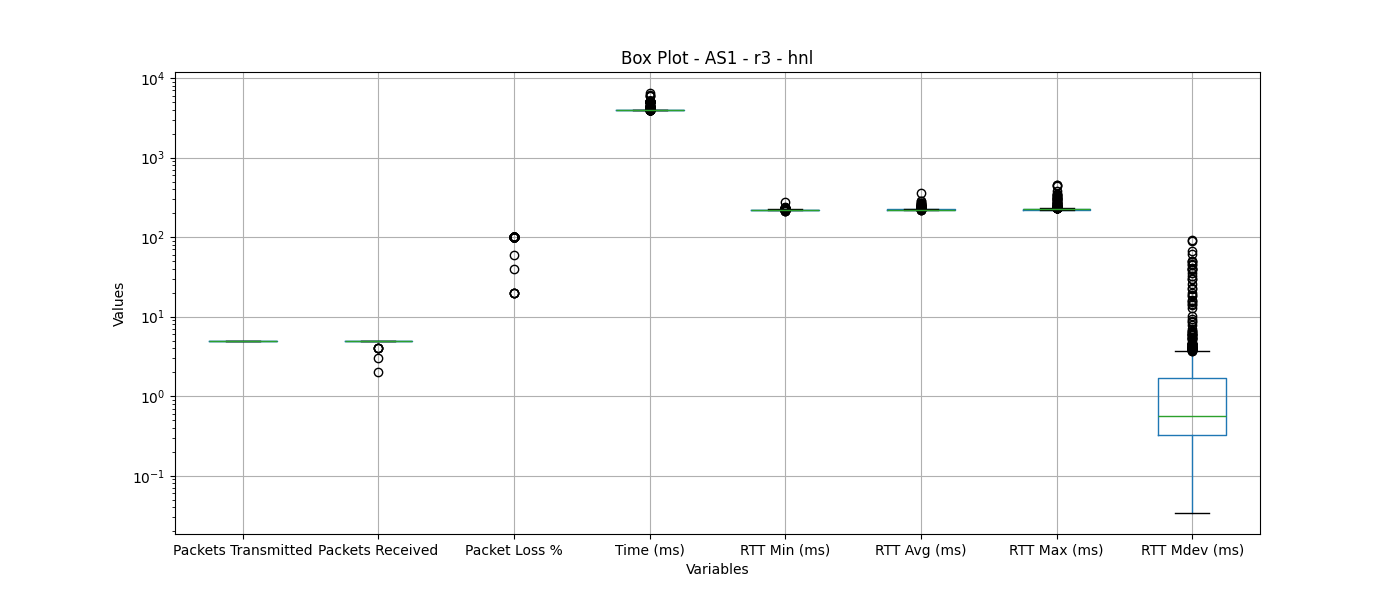 Box Plot - AS1 - r3 - hnl
10⁴
10³
10²
10¹
10⁰
10⁻¹
Values
Packets Transmitted Packets Received Packet Loss % Time (ms) RTT Min (ms) RTT Avg (ms) RTT Max (ms) RTT Mdev (ms)
Variables